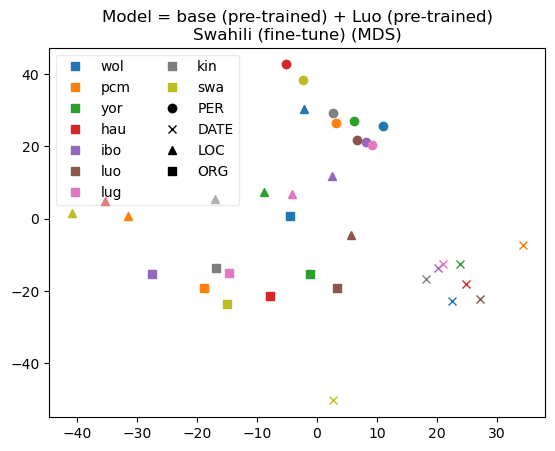 Model = base (pre-trained) + Luo (pre-trained)
Swahili (fine-tune) (MDS)
wol
pcm
yor
hau
ibo
luo
lug
kin
swa
PER
DATE
LOC
ORG
40
20
0
−20
−40
−40
−30
−20
−10
0
10
20
30